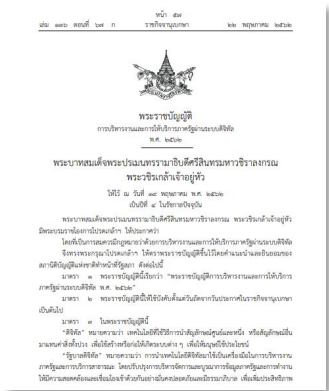 หน้า ๕๗
เล่ม ๑๓๖ ตอนที่ ๖๗ ก ราชกิจจานุเบกษา ๒๒ พฤษภาคม ๒๕๖๒
พระราชบัญญัติ
การบริหารงานและการให้บริการภาครัฐผ่านระบบดิจิทัล
พ.ศ. ๒๕๖๒
พระบาทสมเด็จพระปรเมนทรรามาธิบดีศรีสินทรมหาวชิราลงกรณ
พระวชิรเกล้าเจ้าอยู่หัว
ให้ไว้ ณ วันที่ ๑๙ พฤษภาคม พ.ศ. ๒๕๖๒
เป็นปีที่ ๔ ในรัชกาลปัจจุบัน
พระบาทสมเด็จพระปรเมนทรรามาธิบดีศรีสินทรมหาวชิราลงกรณ พระวชิรเกล้าเจ้าอยู่หัว
มีพระบรมราชโองการโปรดเกล้าฯ ให้ประกาศว่า
โดยที่เป็นการสมควรมีกฎหมายว่าด้วยการบริหารงานและการให้บริการภาครัฐผ่านระบบดิจิทัล
จึงทรงพระกรุณาโปรดเกล้าฯ ให้ตราพระราชบัญญัติขึ้นไว้โดยคำแนะนำและยินยอมของ
สภานิติบัญญัติแห่งชาติทำหน้าที่รัฐสภา ดังต่อไปนี้
มาตรา ๑ พระราชบัญญัตินี้เรียกว่า “พระราชบัญญัติการบริหารงานและการให้บริการ
ภาครัฐผ่านระบบดิจิทัล พ.ศ. ๒๕๖๒”
มาตรา ๒ พระราชบัญญัตินี้ให้ใช้บังคับตั้งแต่วันถัดจากวันประกาศในราชกิจจานุเบกษา
เป็นต้นไป
มาตรา ๓ ในพระราชบัญญัตินี้
“ดิจิทัล” หมายความว่า เทคโนโลยีที่ใช้วิธีการนำสัญลักษณ์ศูนย์และหนึ่ง หรือสัญลักษณ์อื่น
มาแทนค่าสิ่งทั้งปวง เพื่อใช้สร้างหรือก่อให้เกิดระบบต่าง ๆ เพื่อให้มนุษย์ใช้ประโยชน์
“รัฐบาลดิจิทัล” หมายความว่า การนำเทคโนโลยีดิจิทัลมาใช้เป็นเครื่องมือในการบริหารงาน
ภาครัฐและการบริการสาธารณะ โดยปรับปรุงการบริหารจัดการและบูรณาการข้อมูลภาครัฐและการทำงาน
ให้มีความสอดคล้องและเชื่อมโยงเข้าด้วยกันอย่างมั่นคงปลอดภัยและมีธรรมาภิบาล เพื่อเพิ่มประสิทธิภาพ